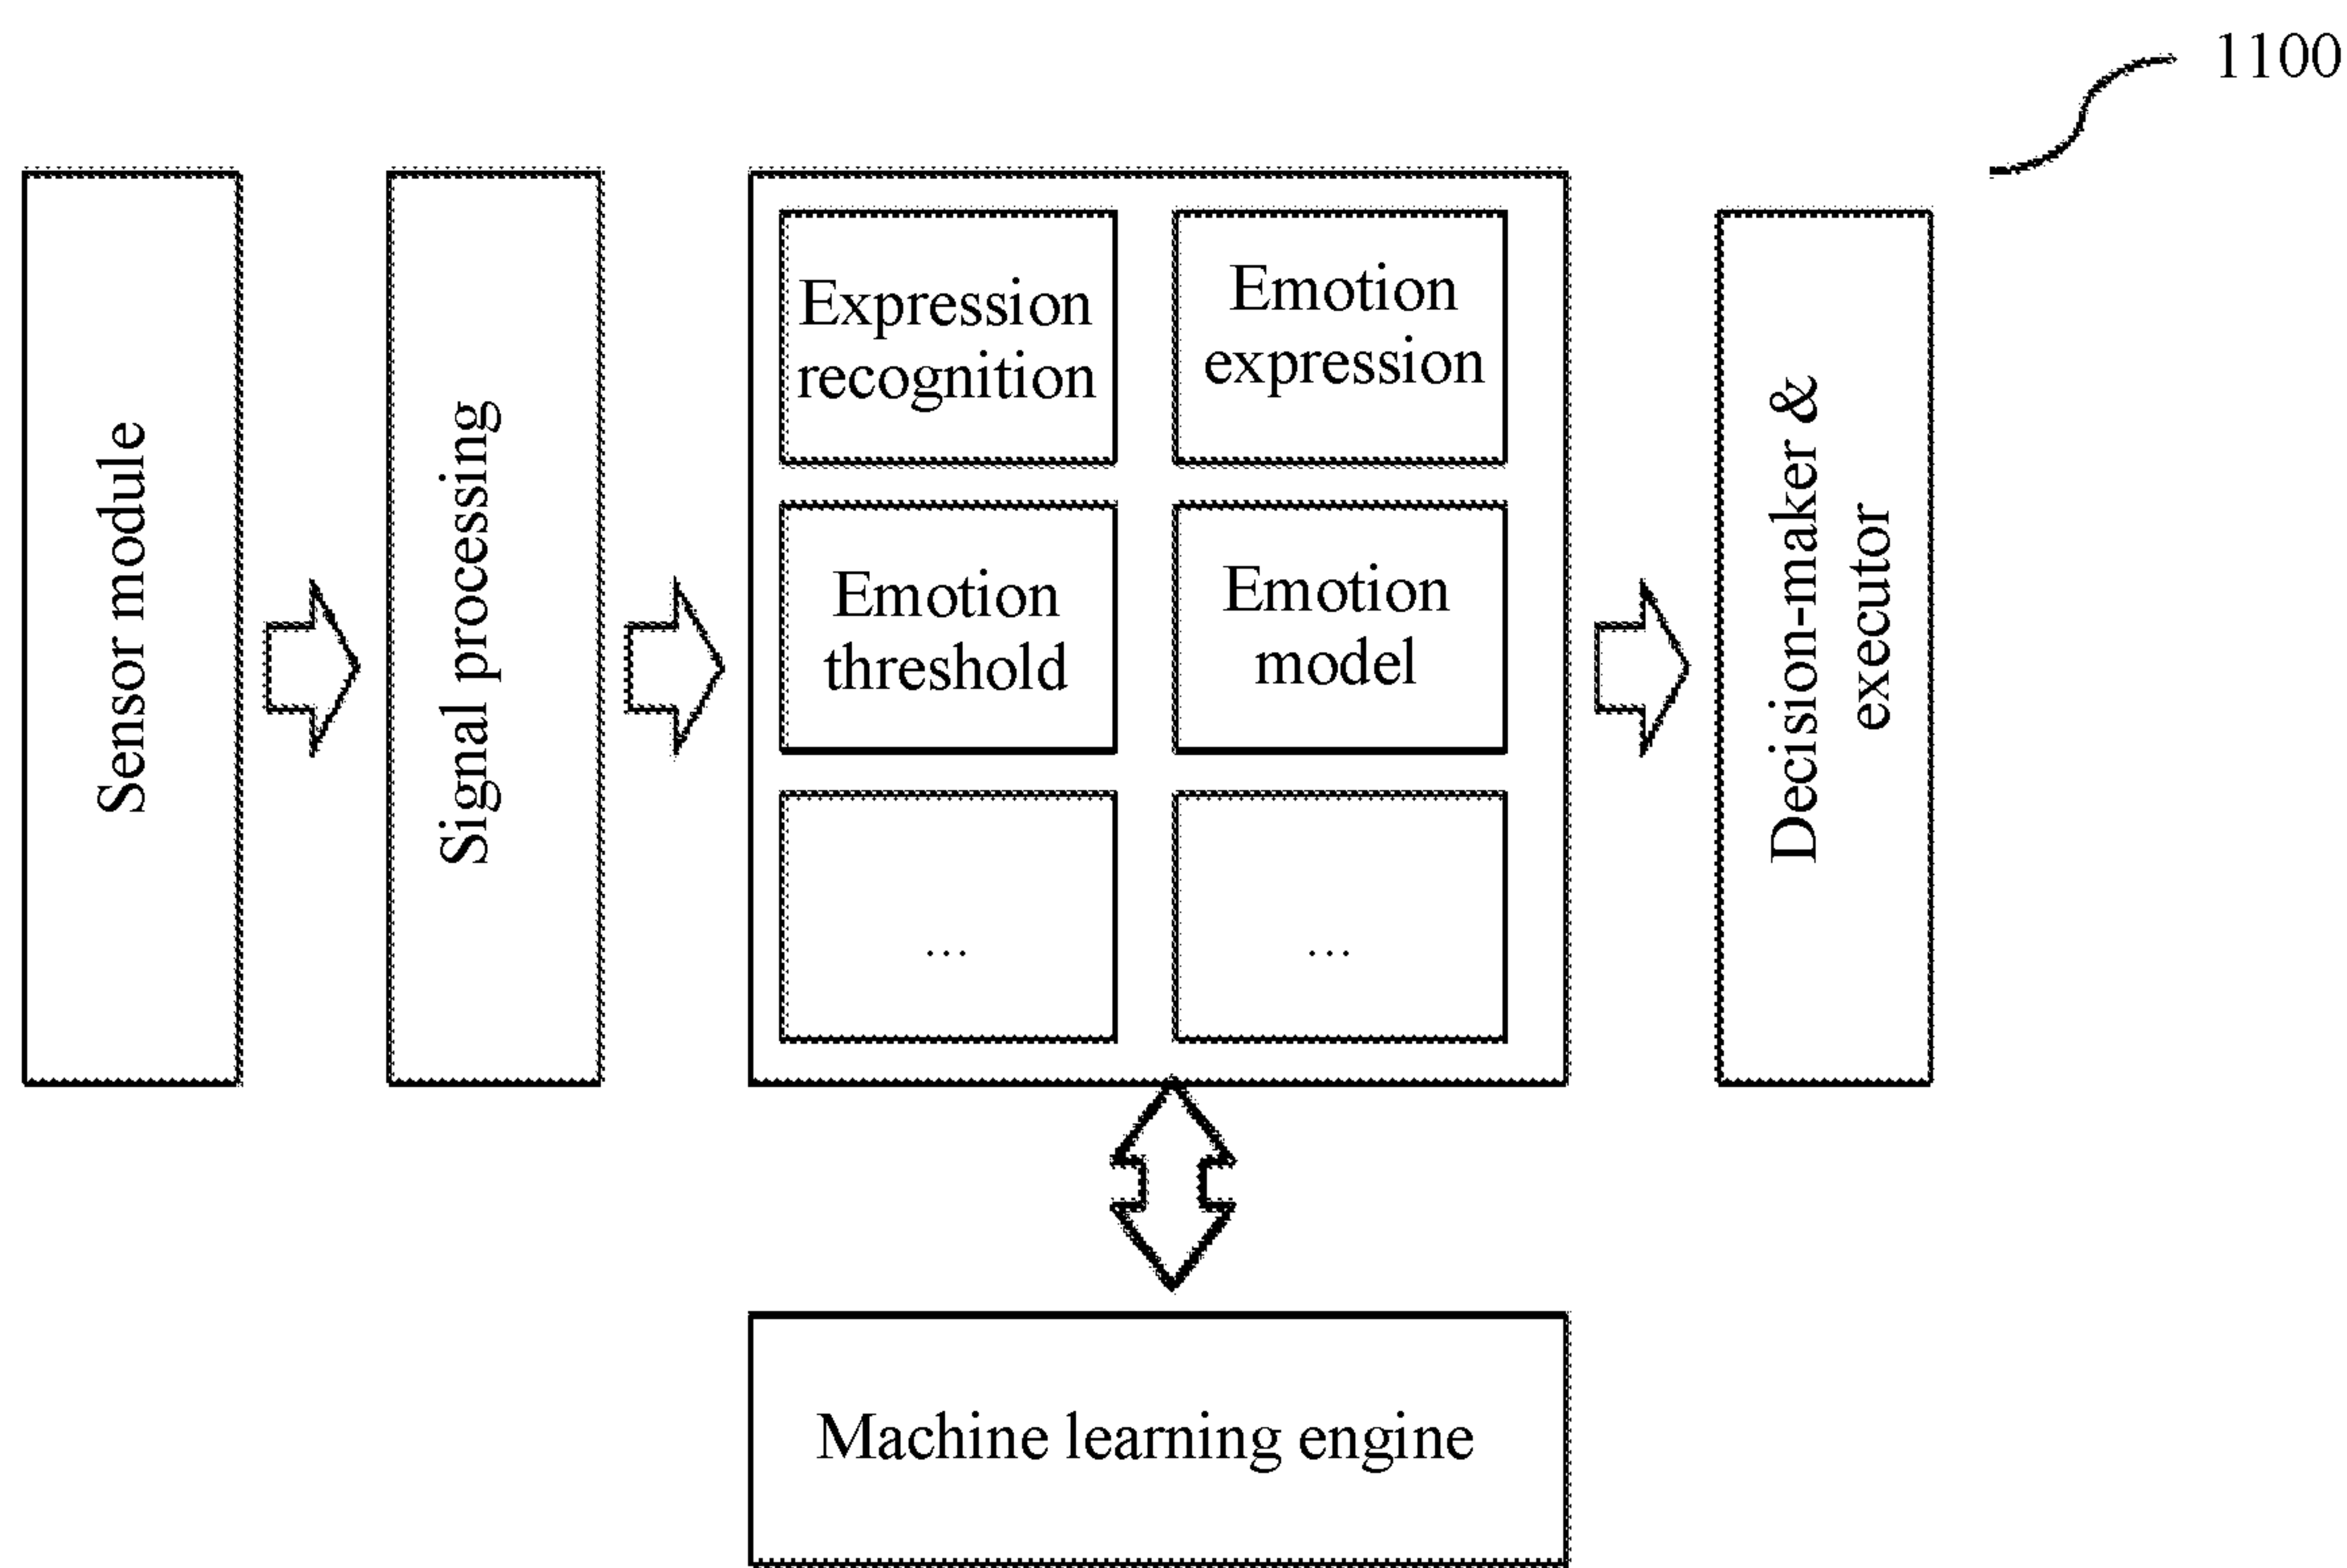 1100
Sensor module
Signal processing
Expression
recognition
Emotion
expression
Emotion
threshold
Emotion
model
...
...
Decision-maker &
executor
Machine learning engine